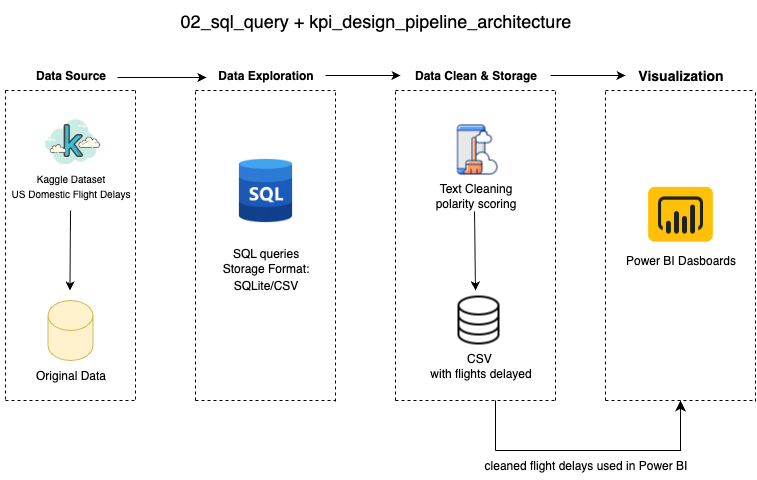 02_sql_query + kpi_design_pipeline_architecture
Data Source
Data Exploration
Data Clean & Storage
Visualization
k
Kaggle Dataset
US Domestic Flight Delays
Original Data
SQL
SQL queries
Storage Format:
SQLite/CSV
Text Cleaning
polarity scoring
CSV
with flights delayed
Power BI Dasboards
cleaned flight delays used in Power BI